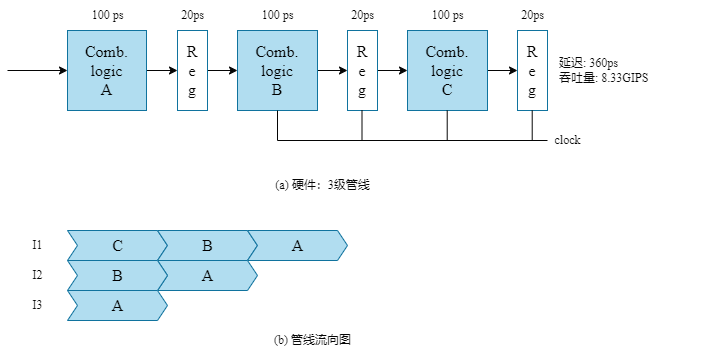 100 ps
20ps
100 ps
20ps
100 ps
20ps
Comb.
logic
A
R
e
g
Comb.
logic
B
R
e
g
Comb.
logic
C
R
e
g
延迟: 360ps
吞吐量: 8.33GIPS
clock
(a) 硬件：3级管线
I1
C
B
A
I2
B
A
I3
A
(b) 管线流向图